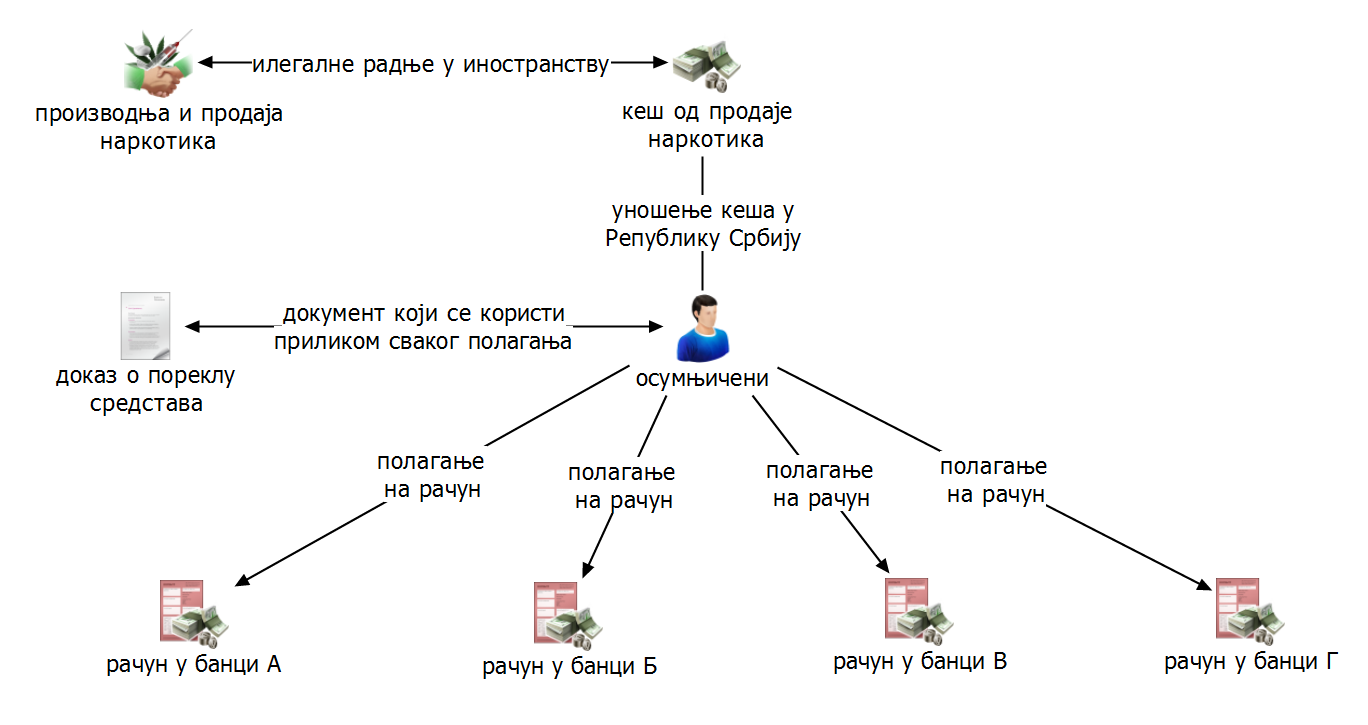 илегалне радње у иностранству
производња и продаја
наркотика
кеш од продаје
наркотика
уношење кеша у
Републику Србију
документ који се користи
приликом сваког полагања
доказ о пореклу
средстава
осумњичени
полагање
на рачун
полагање
на рачун
полагање
на рачун
полагање
на рачун
рачун у банци А
рачун у банци Б
рачун у банци В
рачун у банци Г